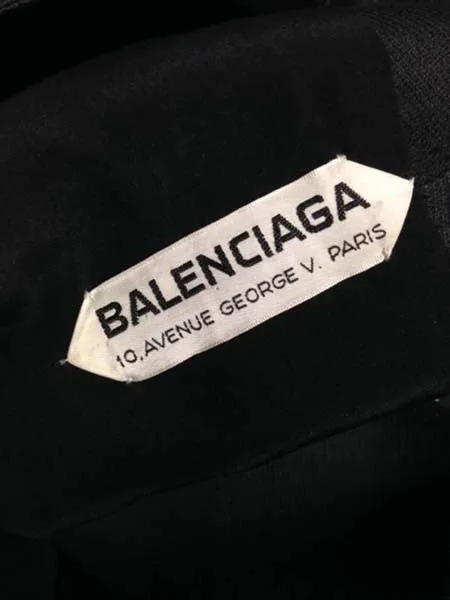 BALENCIAGA
10, AVENUE GEORGE V. PARIS